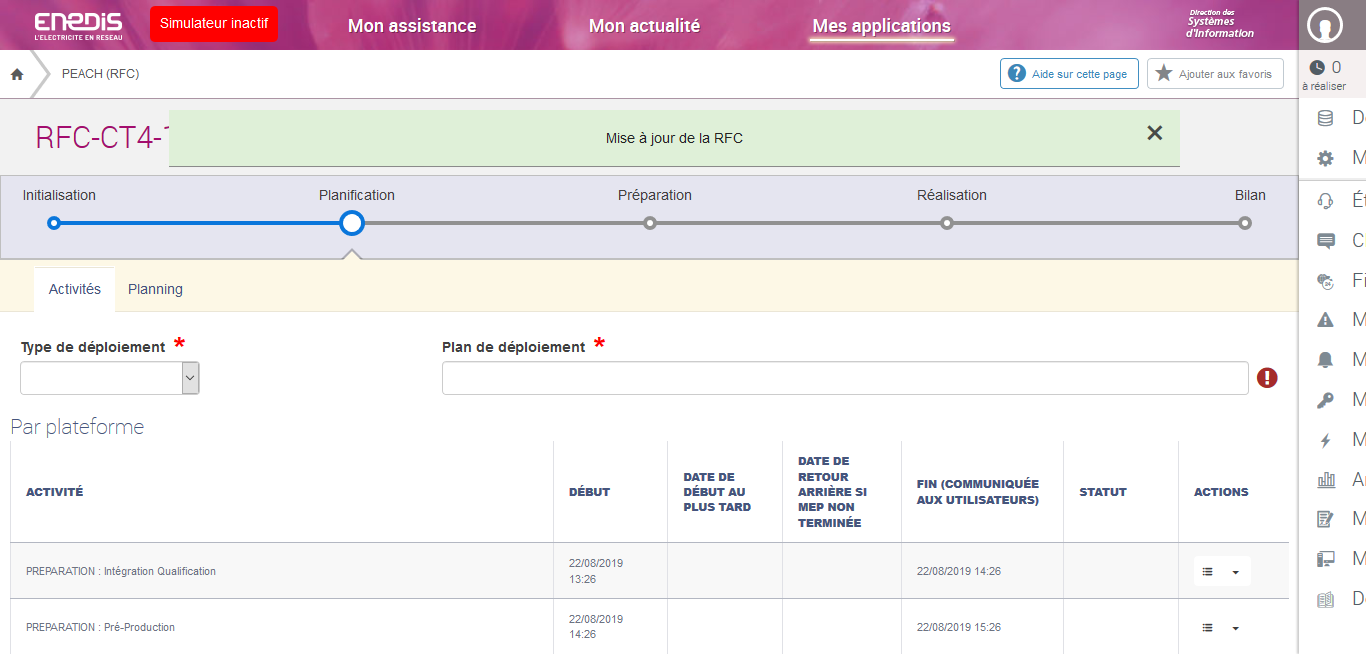 ENEDIS
L'ELECTRICITE EN RESEAU
Simulateur inactif
Mon assistance
Mon actualité
Mes applications
Direction des
Systèmes
d'Information
PEACH (RFC)
Aide sur cette page
Ajouter aux favoris
0
à réaliser
RFC-CT4-
Mise à jour de la RFC
Initialisation
Planification
Préparation
Réalisation
Bilan
Activités
Planning
Type de déploiement *
Plan de déploiement *
Par plateforme
ACTIVITÉ
DÉBUT
DATE DE
DÉBUT AU
PLUS TARD
DATE DE
RETOUR
ARRIÈRE SI
MEP NON
TERMINÉE
FIN (COMMUNIQUÉE
AUX UTILISATEURS)
STATUT
ACTIONS
PREPARATION : Intégration Qualification
22/08/2019
13:26
22/08/2019 14:26
PREPARATION : Pré-Production
22/08/2019
14:26
22/08/2019 15:26